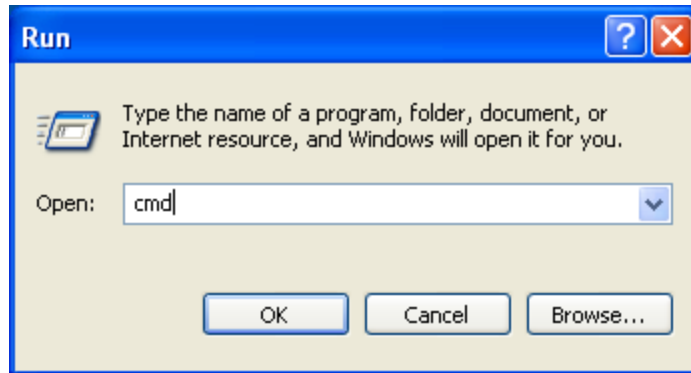 Run
Type the name of a program, folder, document, or
Internet resource, and Windows will open it for you.
Open: cmd
OK Cancel Browse...